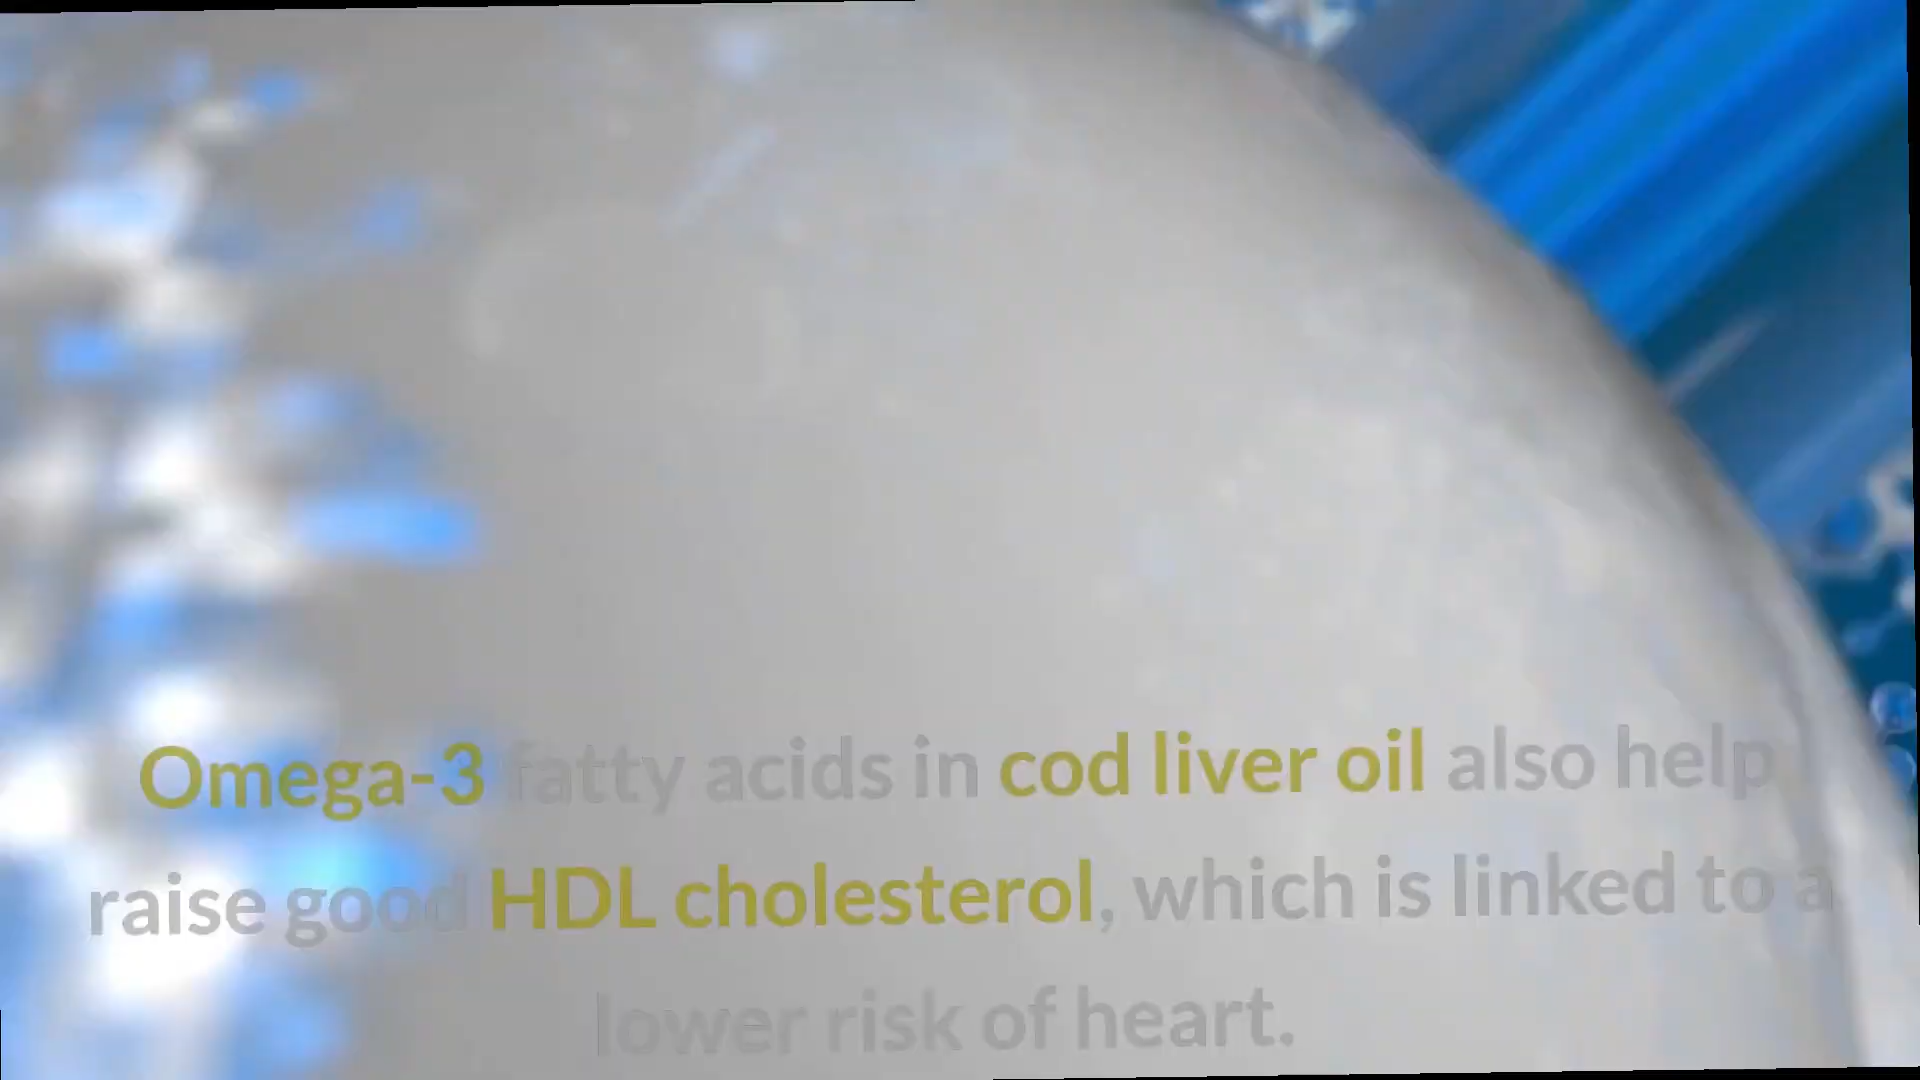 Omega-3 fatty acids in cod liver oil also help
raise good HDL cholesterol, which is linked to a
lower risk of heart.